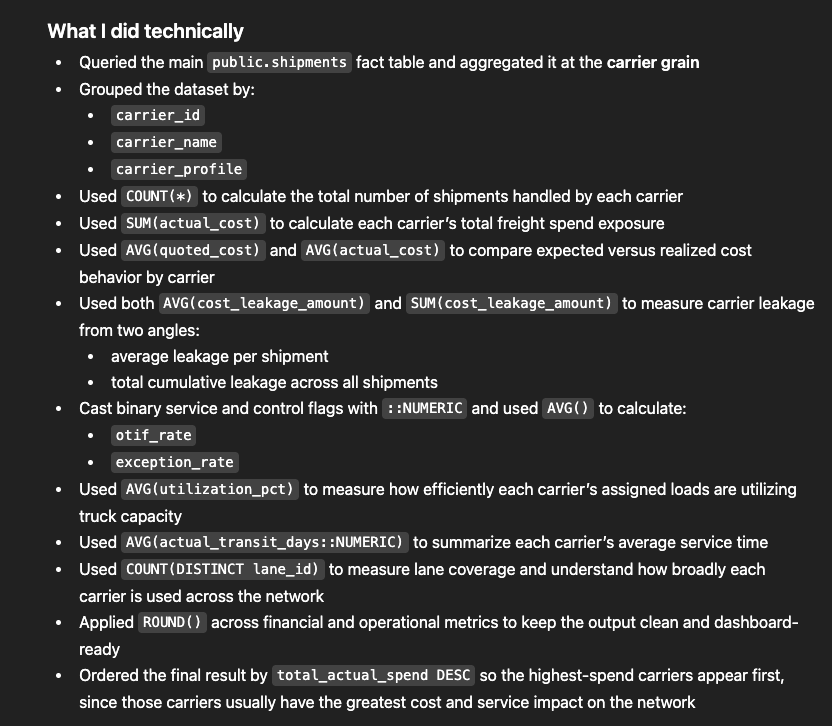 What I did technically
• Queried the main public.shipments fact table and aggregated it at the carrier grain
• Grouped the dataset by:
• carrier_id
• carrier_name
• carrier_profile
• Used COUNT(*) to calculate the total number of shipments handled by each carrier
• Used SUM(actual_cost) to calculate each carrier’s total freight spend exposure
• Used AVG(quoted_cost) and AVG(actual_cost) to compare expected versus realized cost
behavior by carrier
• Used both AVG(cost_leakage_amount) and SUM(cost_leakage_amount) to measure carrier leakage
from two angles:
• average leakage per shipment
• total cumulative leakage across all shipments
• Cast binary service and control flags with ::NUMERIC and used AVG() to calculate:
• otif_rate
• exception_rate
• Used AVG(utilization_pct) to measure how efficiently each carrier’s assigned loads are utilizing
truck capacity
• Used AVG(actual_transit_days::NUMERIC) to summarize each carrier’s average service time
• Used COUNT(DISTINCT lane_id) to measure lane coverage and understand how broadly each
carrier is used across the network
• Applied ROUND() across financial and operational metrics to keep the output clean and dashboard-
ready
• Ordered the final result by total_actual_spend DESC so the highest-spend carriers appear first,
since those carriers usually have the greatest cost and service impact on the network